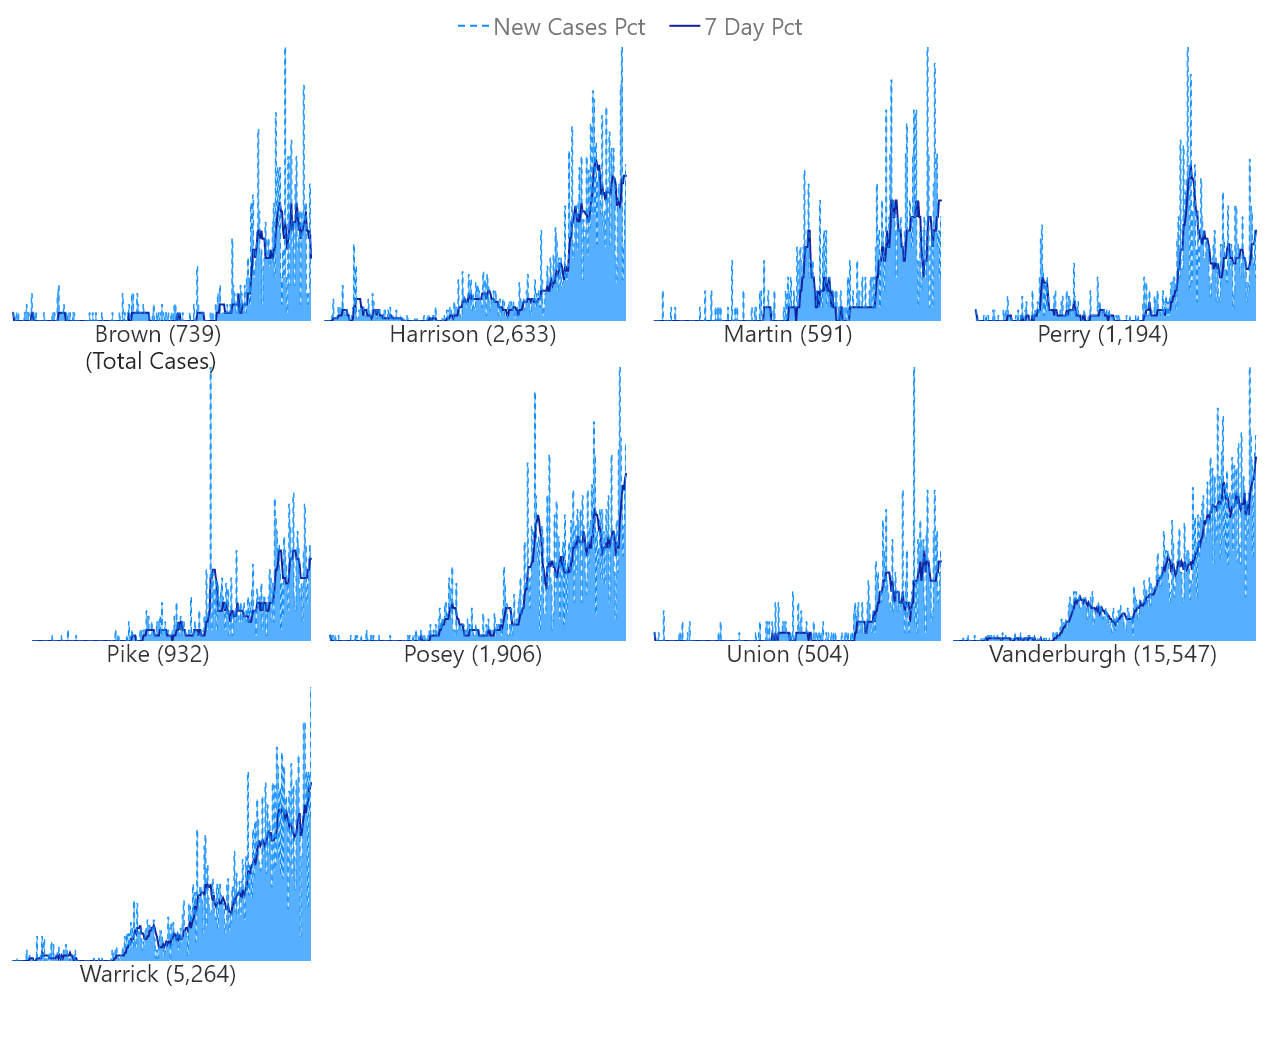 New Cases Pct 7 Day Pct
Brown (739)
(Total Cases)
Harrison (2,633)
Martin (591)
Perry (1,194)
Pike (932)
Posey (1,906)
Union (504)
Vanderburgh (15,547)
Warrick (5,264)